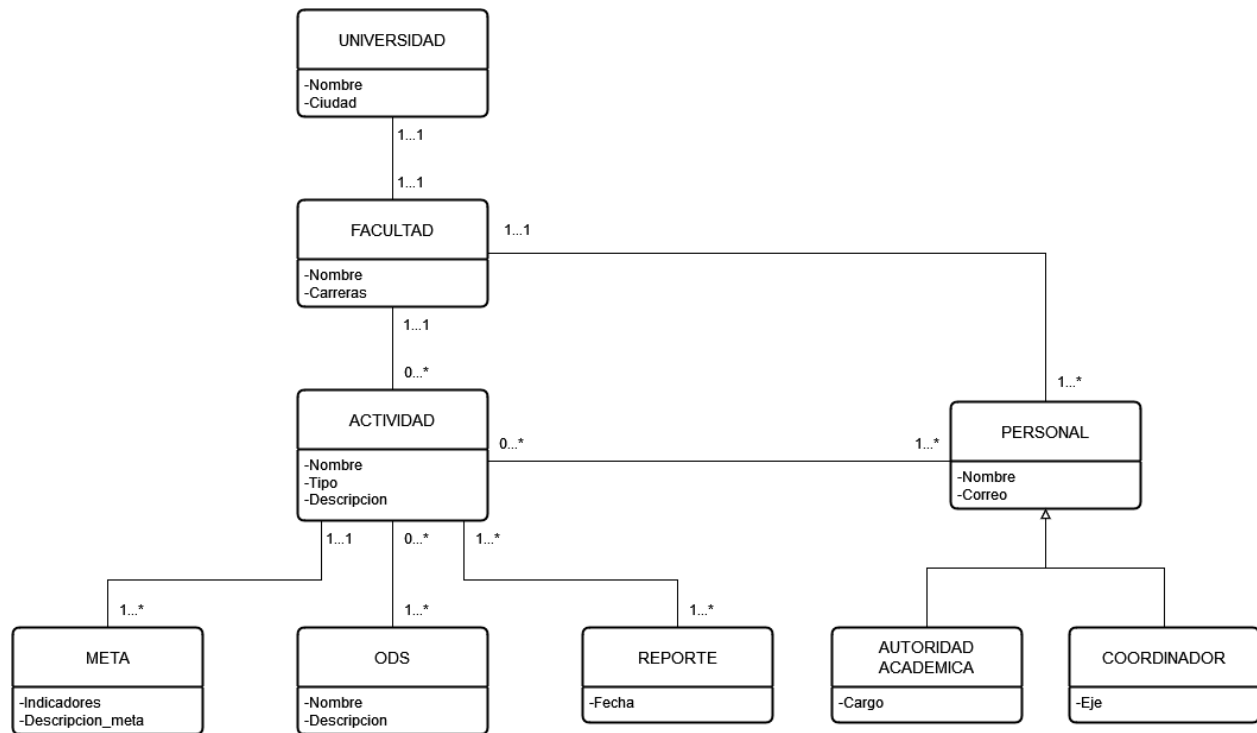 UNIVERSIDAD
-Nombre
-Ciudad
1...1
1...1
FACULTAD
-Nombre
-Carreras
1...1
1...1
0...*
1...*
ACTIVIDAD
-Nombre
-Tipo
-Descripcion
0...*
1...*
PERSONAL
-Nombre
-Correo
1...1
0...*
1...*
1...*
1...*
1...*
META
-Indicadores
-Descripcion_meta
ODS
-Nombre
-Descripcion
REPORTE
-Fecha
AUTORIDAD
ACADEMICA
-Cargo
COORDINADOR
-Eje